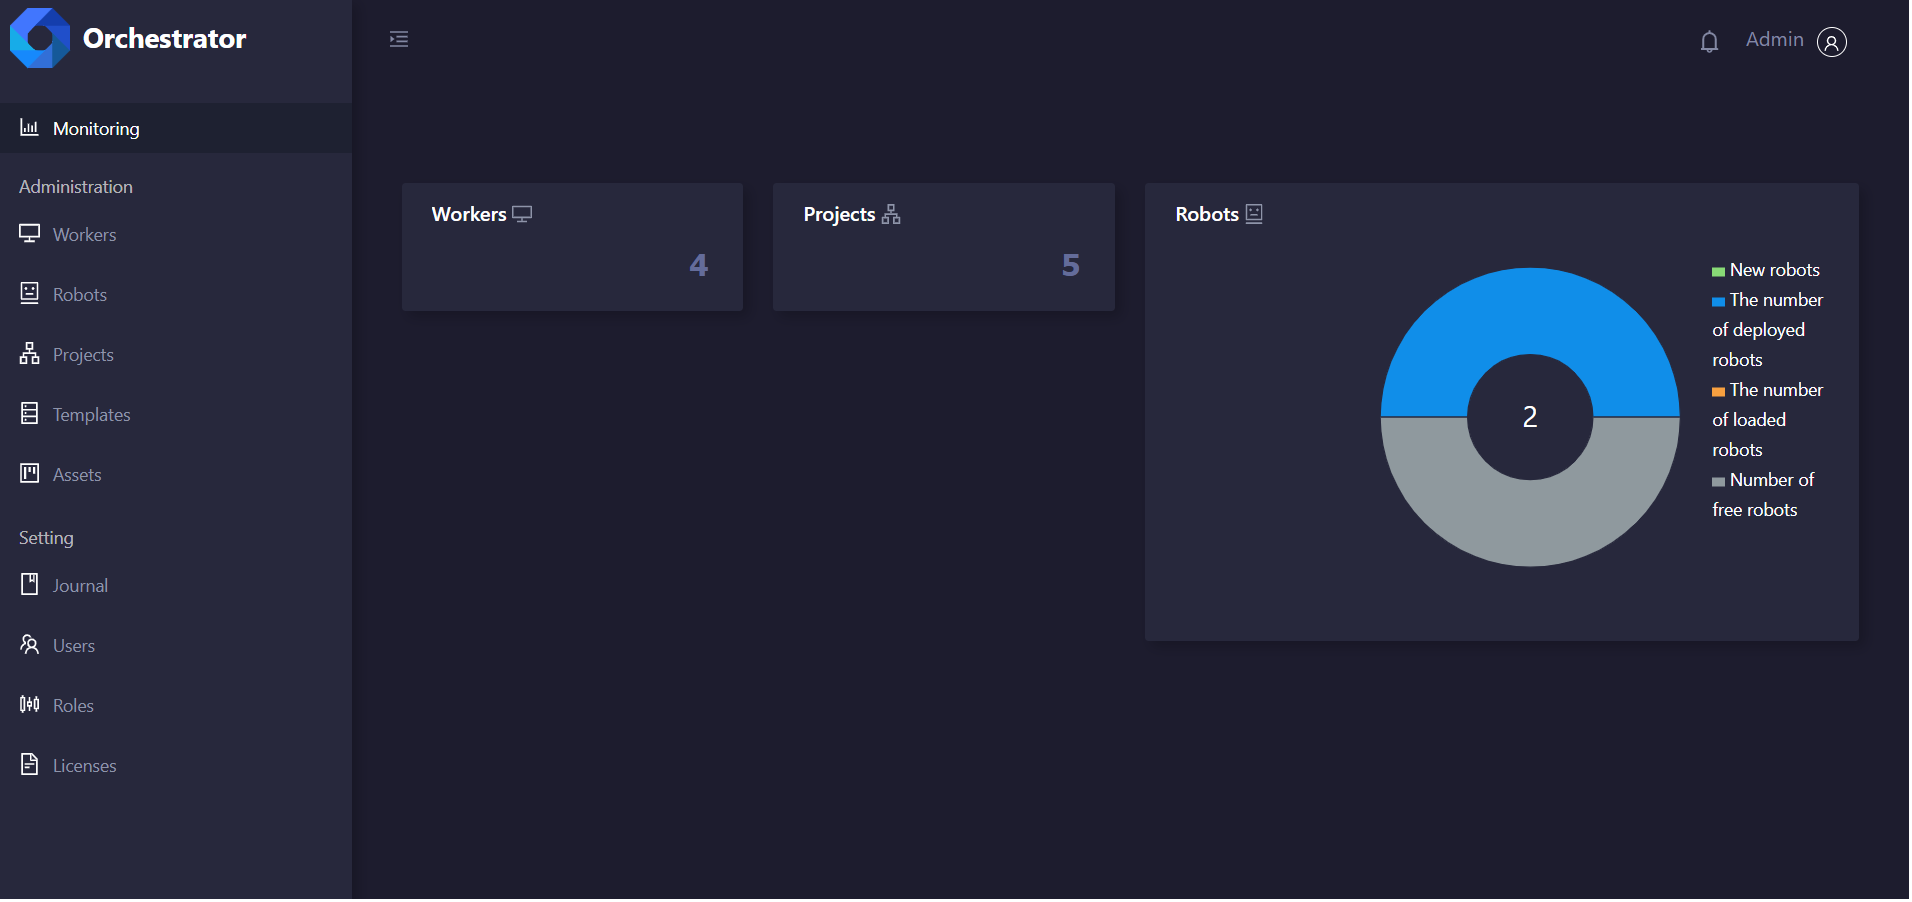 Orchestrator
Monitoring
Administration
Workers
Robots
Projects
Templates
Assets
Setting
Journal
Users
Roles
Licenses
Admin
Workers
4
Projects
5
Robots
2
New robots
The number
of deployed
robots
The number
of loaded
robots
Number of
free robots